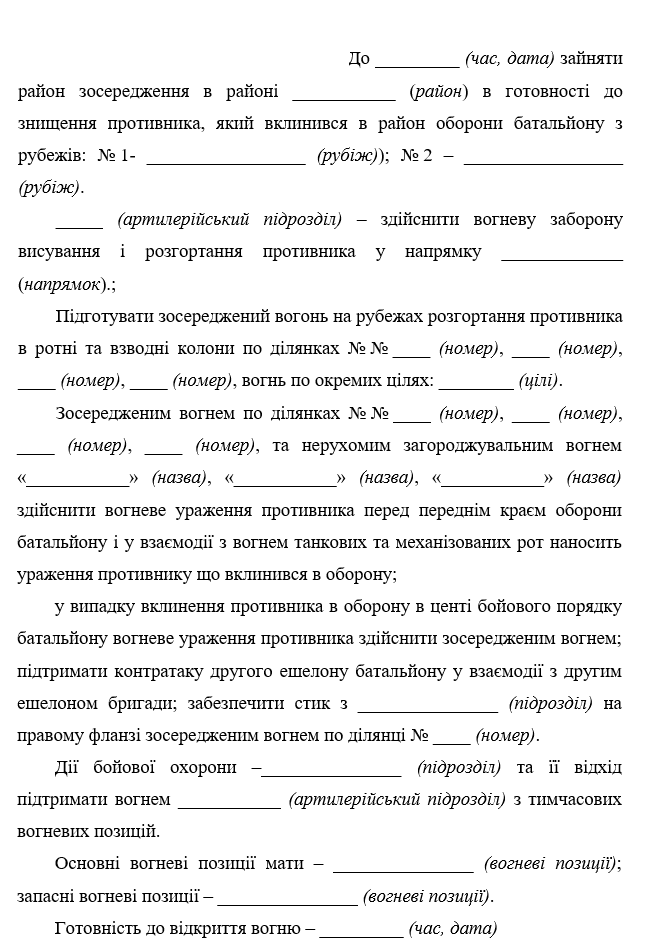 До _________ (час, дата) зайняти
район зосередження в районі ___________ (район) в готовності до
знищення противника, який вклинився в район оборони батальйону з
рубежів: № 1- _________________ (рубіж)); № 2 – _________________
(рубіж).
_____ (артилерійський підрозділ) – здійснити вогневу заборону
висування і розгортання противника у напрямку _____________
(напрямок).;
Підготувати зосереджений вогонь на рубежах розгортання противника
в ротні та взводні колони по ділянках №№ ____ (номер), ____ (номер),
____ (номер), ____ (номер), вогнь по окремих цілях: ________ (цілі).
Зосередженим вогнем по ділянках №№ ____ (номер), ____ (номер),
____ (номер), ____ (номер), та нерухомим загороджувальним вогнем
«___________» (назва), «___________» (назва), «___________» (назва)
здійснити вогневе ураження противника перед переднім краєм оборони
батальйону і у взаємодії з вогнем танкових та механізованих рот наносить
ураження противнику що вклинився в оборону;
у випадку вклинення противника в оборону в центі бойового порядку
батальйону вогневе ураження противника здійснити зосередженим вогнем;
підтримати контратаку другого ешелону батальйону у взаємодії з другим
ешелоном бригади; забезпечити стик з _______________ (підрозділ) на
правому фланзі зосередженим вогнем по ділянці № ____ (номер).
Дії бойової охорони –_______________ (підрозділ) та її відхід
підтримати вогнем ___________ (артилерійський підрозділ) з тимчасових
вогневих позицій.
Основні вогневі позиції мати – _______________ (вогневі позиції);
запасні вогневі позиції – _______________ (вогневі позиції).
Готовність до відкриття вогню – _________ (час, дата)